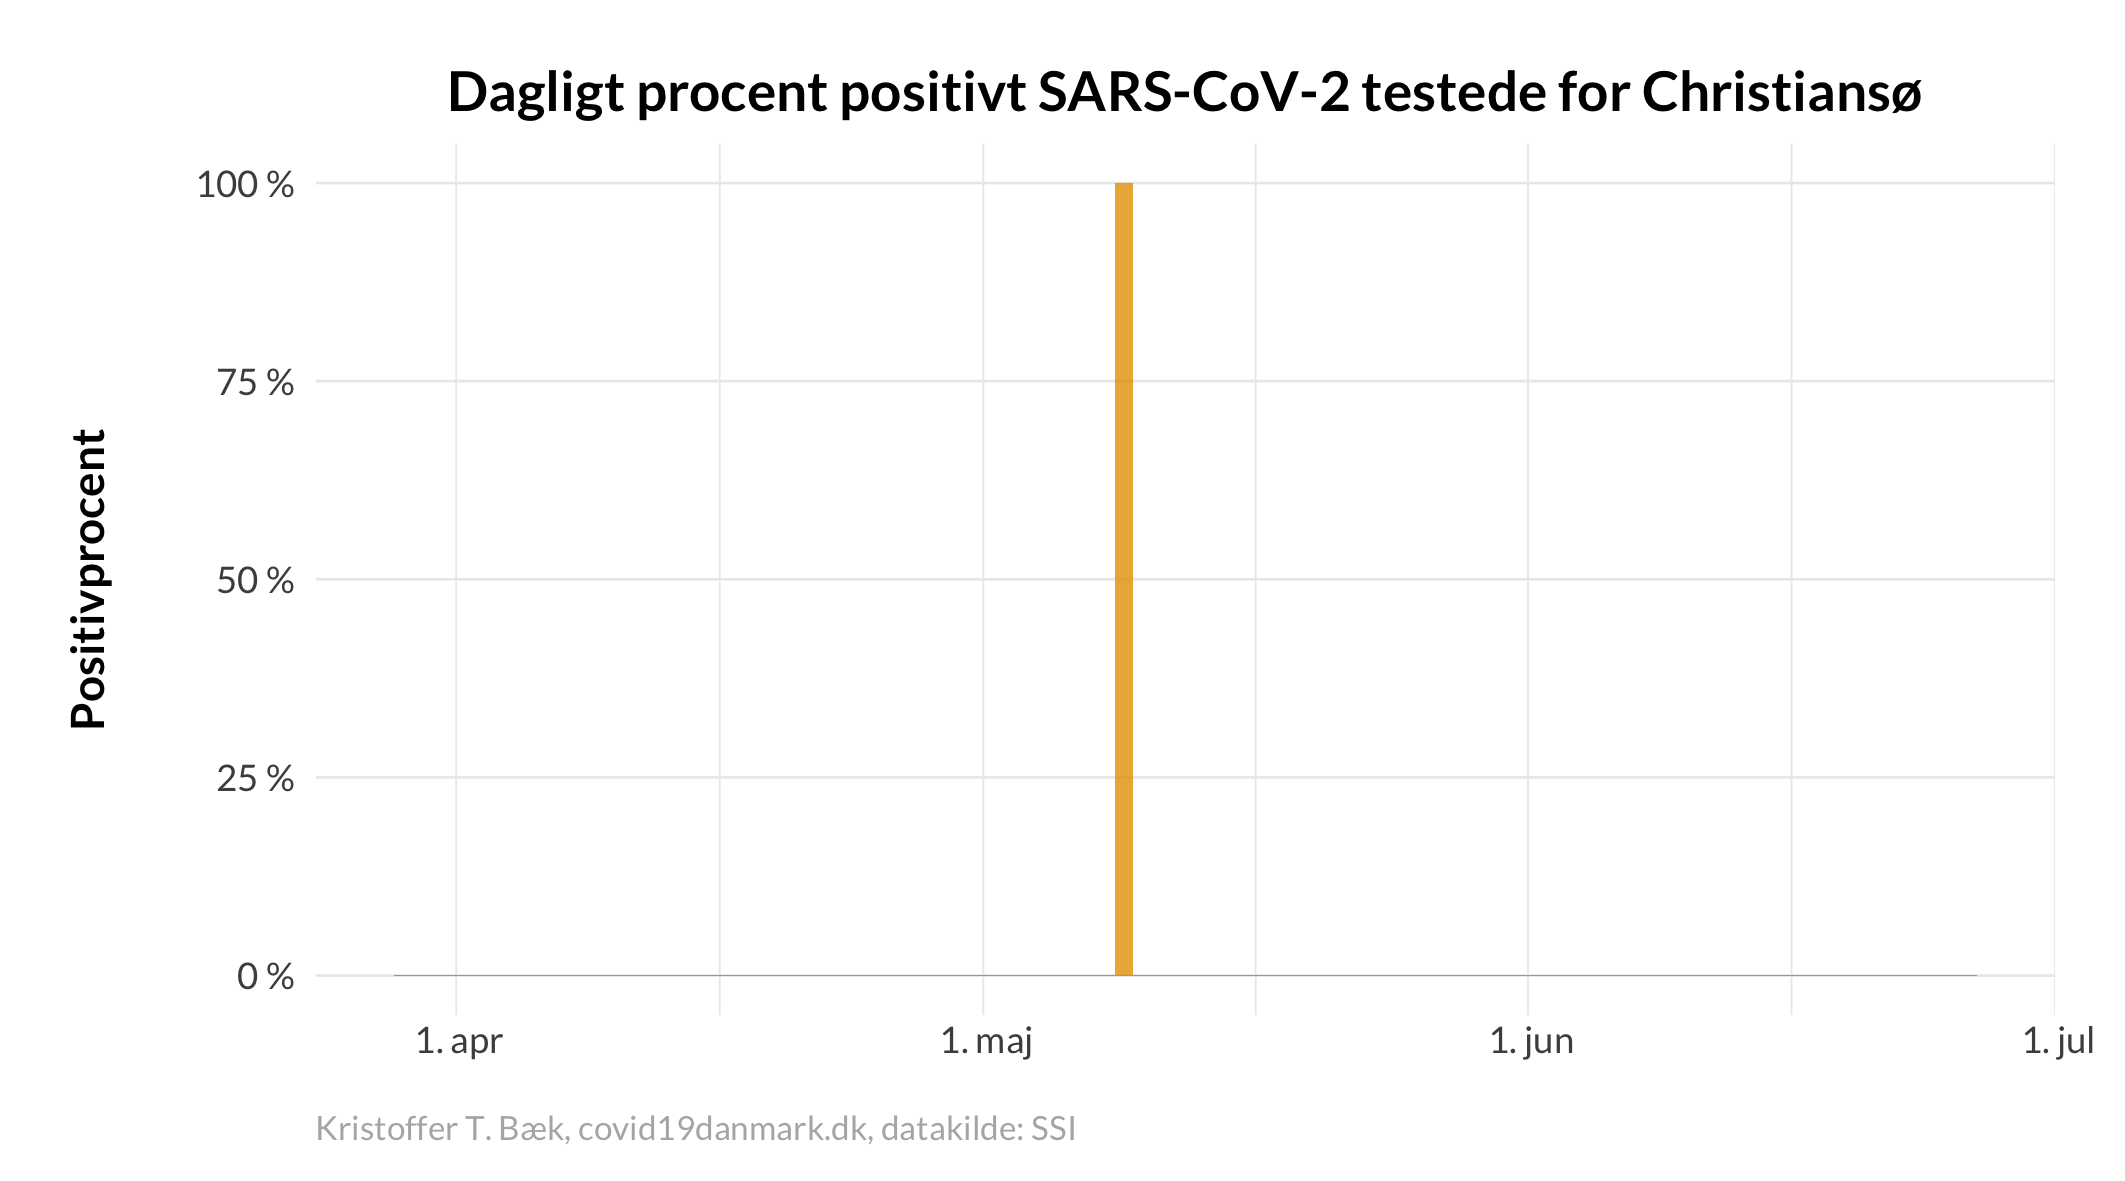 Dagligt procent positivt SARS-CoV-2 testede for Christiansø
Positivprocent
100 %
75 %
50 %
25 %
0 %
1. apr
1. maj
1. jun
1. jul
Kristoffer T. Bæk, covid19danmark.dk, datakilde: SSI